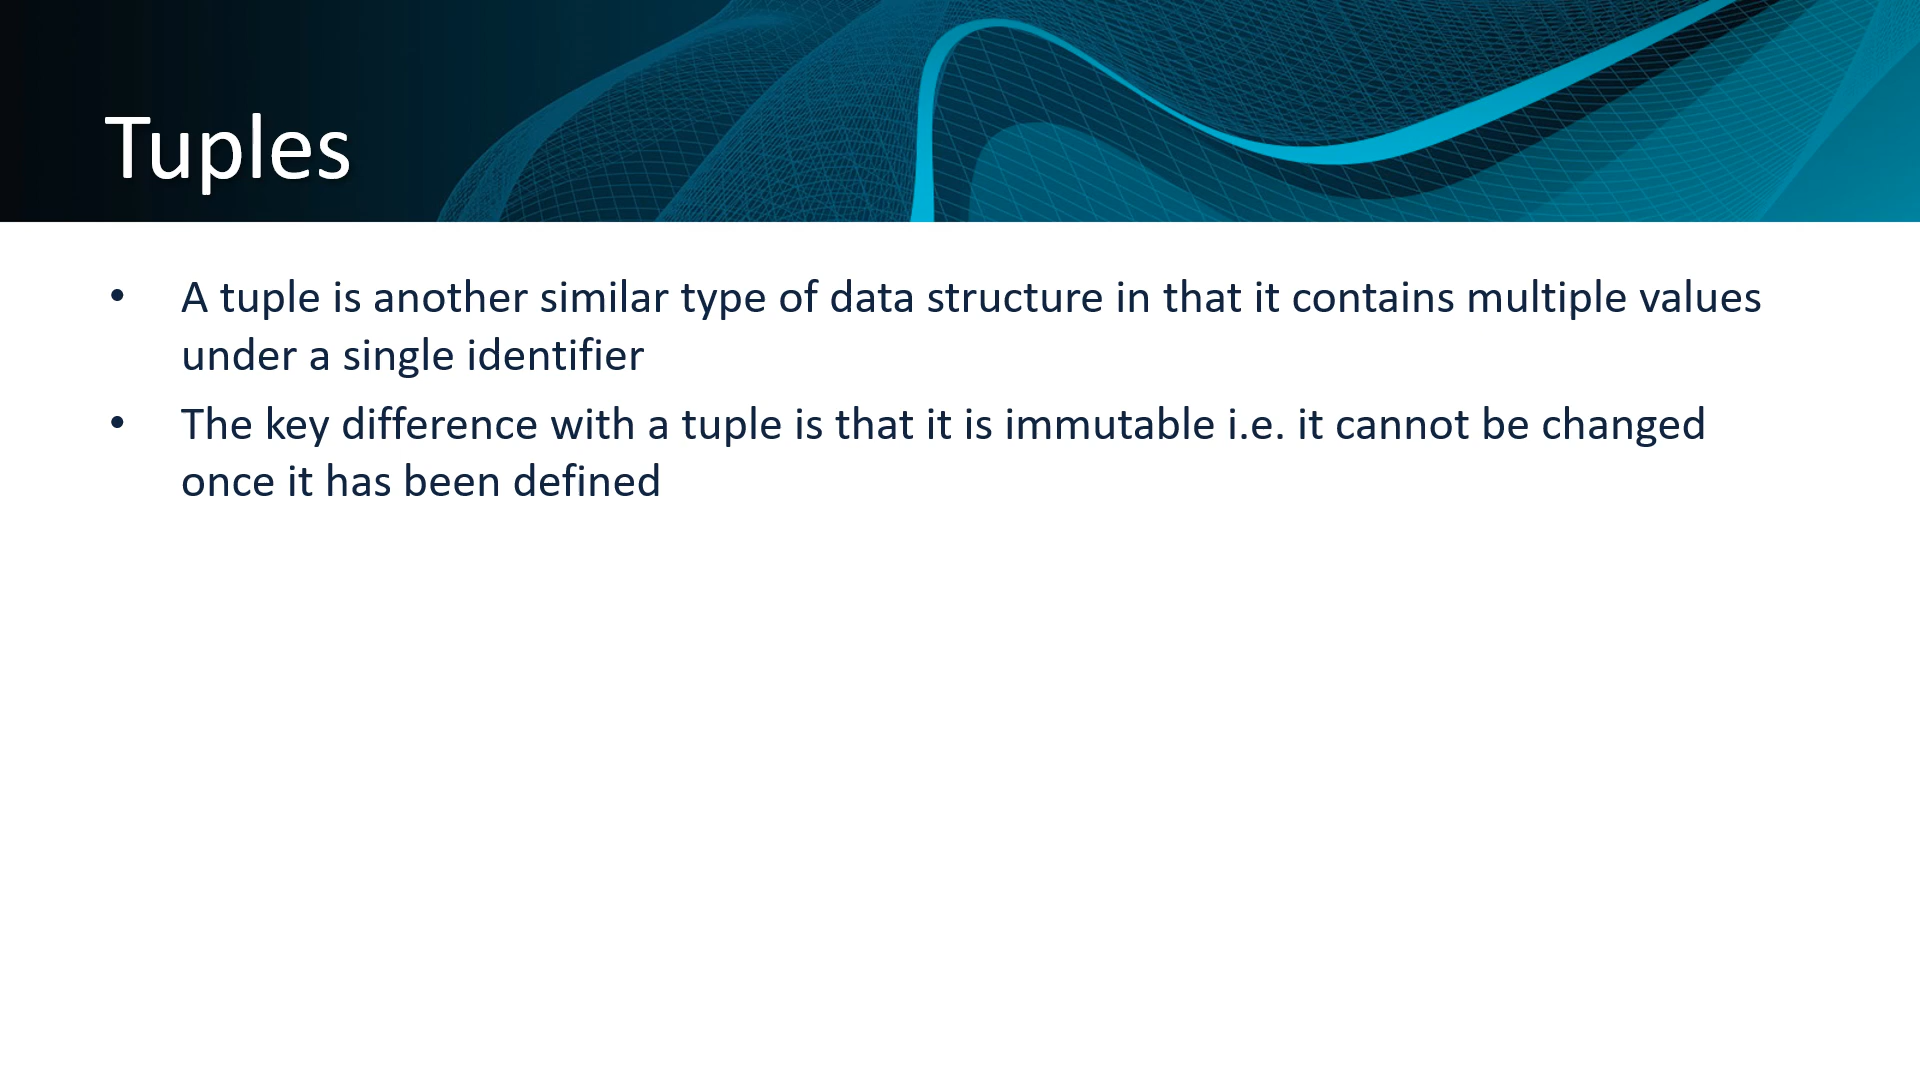 Tuples
• A tuple is another similar type of data structure in that it contains multiple values
under a single identifier
• The key difference with a tuple is that it is immutable i.e. it cannot be changed
once it has been defined